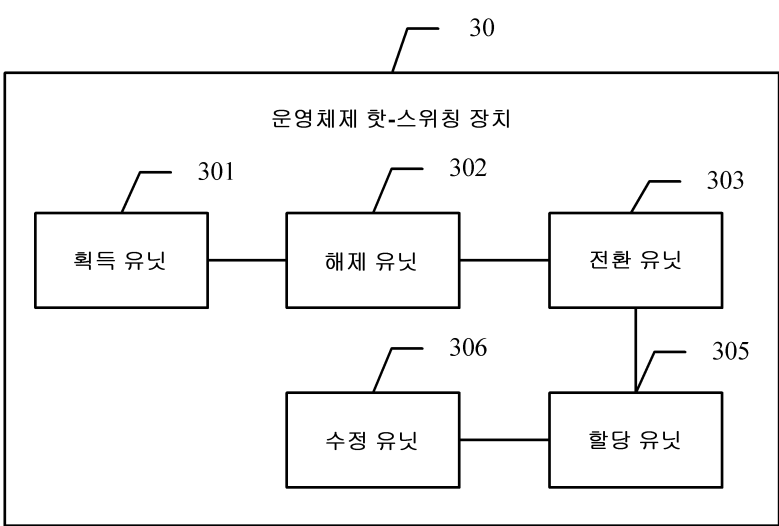 30
운영체제 핫-스위칭 장치
301
302
303
획득 유닛
해제 유닛
전환 유닛
306
305
수정 유닛
할당 유닛